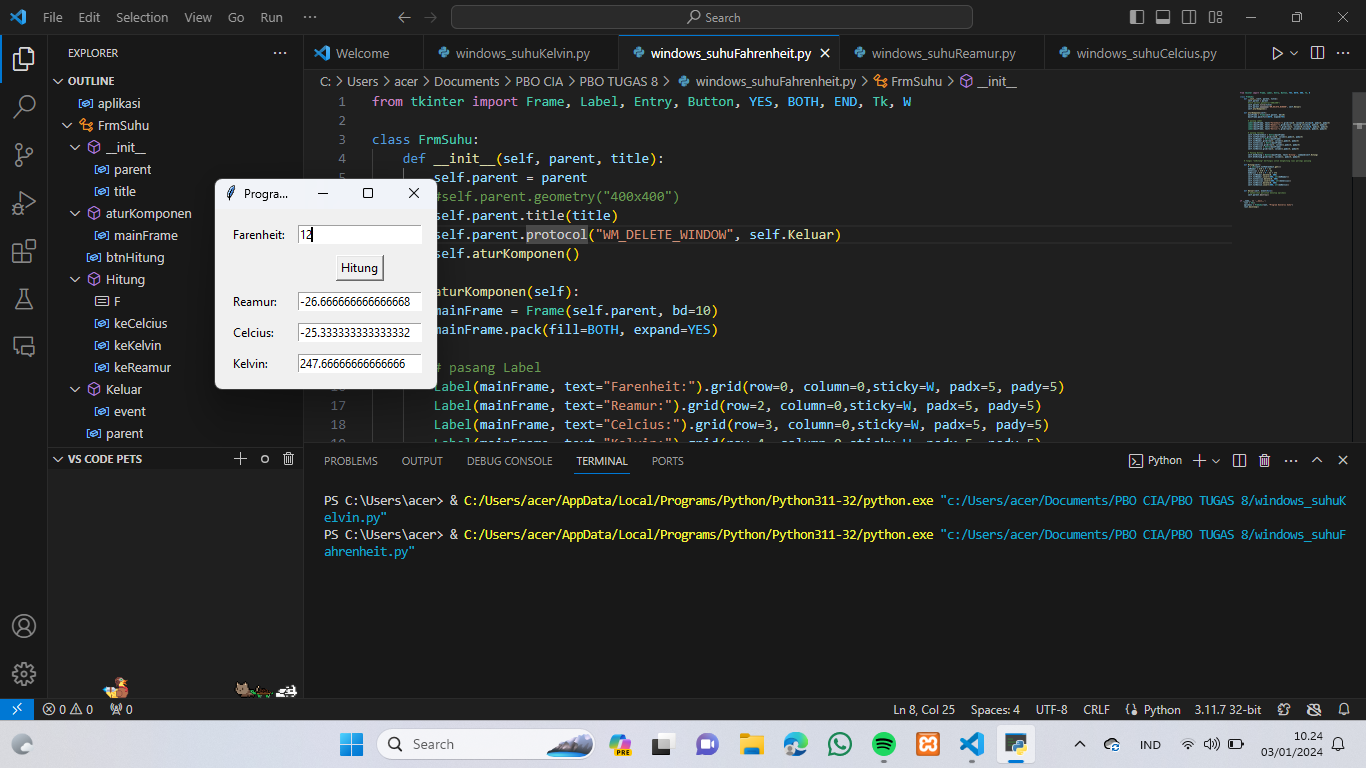 File Edit Selection View Go Run ··· Search
EXPLORER ···
OUTLINE
aplikasi
FrmSuhu
__init__
parent
title
aturKomponen
mainFrame
btnHitung
Hitung
F
keCelcius
keKelvin
keReamur
Keluar
event
parent
VS CODE PETS
Welcome windows_suhuKelvin.py windows_suhuFahrenheit.py windows_suhuReamur.py windows_suhuCelcius.py
C: > Users > acer > Documents > PBO CIA > PBO TUGAS 8 > windows_suhuFahrenheit.py > FrmSuhu > __init__
1 from tkinter import Frame, Label, Entry, Button, YES, BOTH, END, Tk, W
2
3 class FrmSuhu:
4 def __init__(self, parent, title):
self.parent = parent
#self.parent.geometry("400x400")
self.parent.title(title)
self.parent.protocol("WM_DELETE_WINDOW", self.Keluar)
self.aturKomponen()
aturKomponen(self):
mainFrame = Frame(self.parent, bd=10)
mainFrame.pack(fill=BOTH, expand=YES)
# pasang Label
Label(mainFrame, text="Farenheit:").grid(row=0, column=0,sticky=W, padx=5, pady=5)
17 Label(mainFrame, text="Reamur:").grid(row=2, column=0,sticky=W, padx=5, pady=5)
18 Label(mainFrame, text="Celcius:").grid(row=3, column=0,sticky=W, padx=5, pady=5)
Progra...
Farenheit: 12
Hitung
Reamur: -26.666666666666668
Celcius: -25.333333333333332
Kelvin: 247.66666666666666
PROBLEMS OUTPUT DEBUG CONSOLE TERMINAL PORTS Python
PS C:\Users\acer> & C:/Users/acer/AppData/Local/Programs/Python/Python311-32/python.exe "c:/Users/acer/Documents/PBO CIA/PBO TUGAS 8/windows_suhuK
elvin.py"
PS C:\Users\acer> & C:/Users/acer/AppData/Local/Programs/Python/Python311-32/python.exe "c:/Users/acer/Documents/PBO CIA/PBO TUGAS 8/windows_suhuF
ahrenheit.py"
0 0 0 Ln 8, Col 25 Spaces: 4 UTF-8 CRLF Python 3.11.7 32-bit
Search PRE IND 10.24
03/01/2024